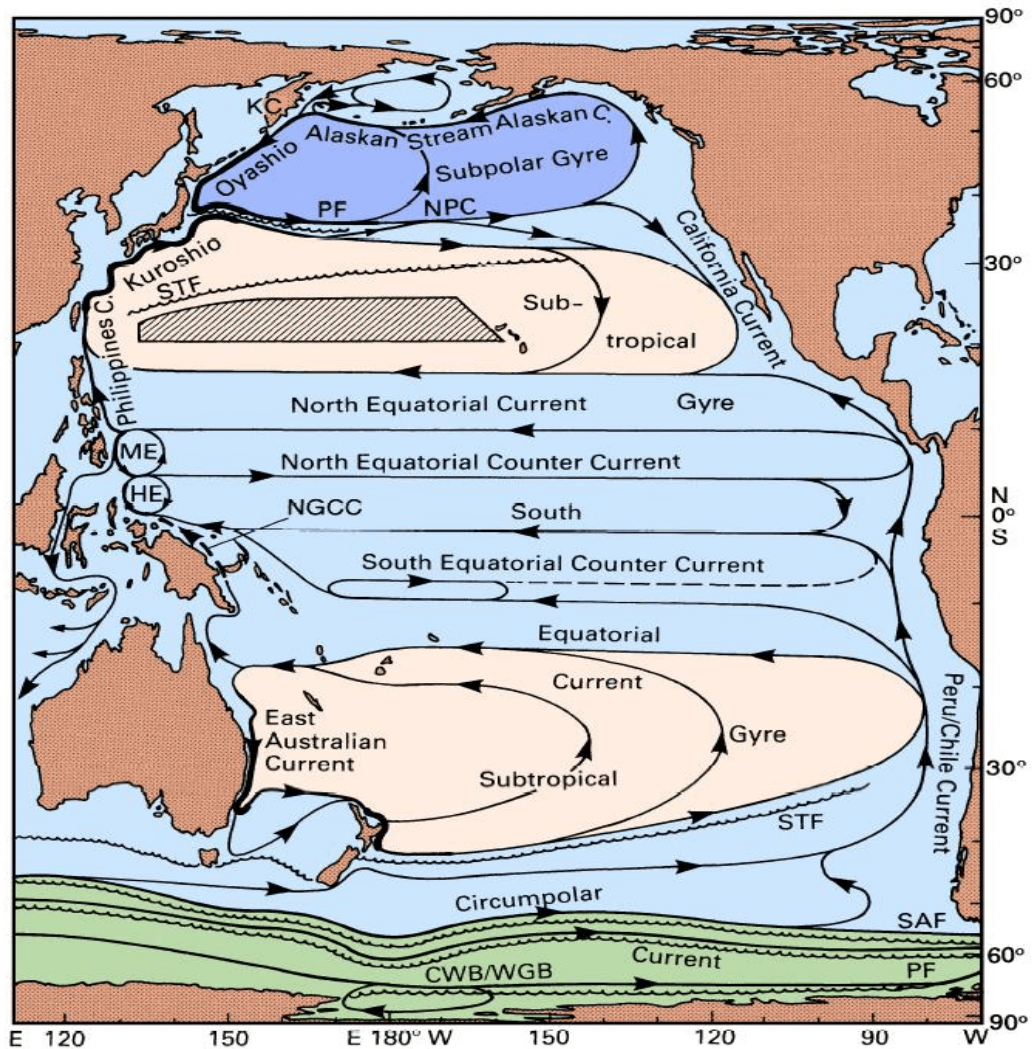 90°
60°
KC
Alaskan Stream
Alaskan C.
Oyashio
Subpolar Gyre
PF
NPC
Kuroshio
STF
California Current
30°
Sub-
tropical
Philippines C.
North Equatorial Current
Gyre
ME
North Equatorial Counter Current
HE
NGCC
South
N
0°
S
South Equatorial Counter Current
Equatorial
Current
East
Australian
Current
Gyre
Subtropical
Peru/Chile Current
30°
STF
Circumpolar
SAF
Current
60°
CWB/WGB
PF
90°
E 120 150 E 180° W 150 120 90 W